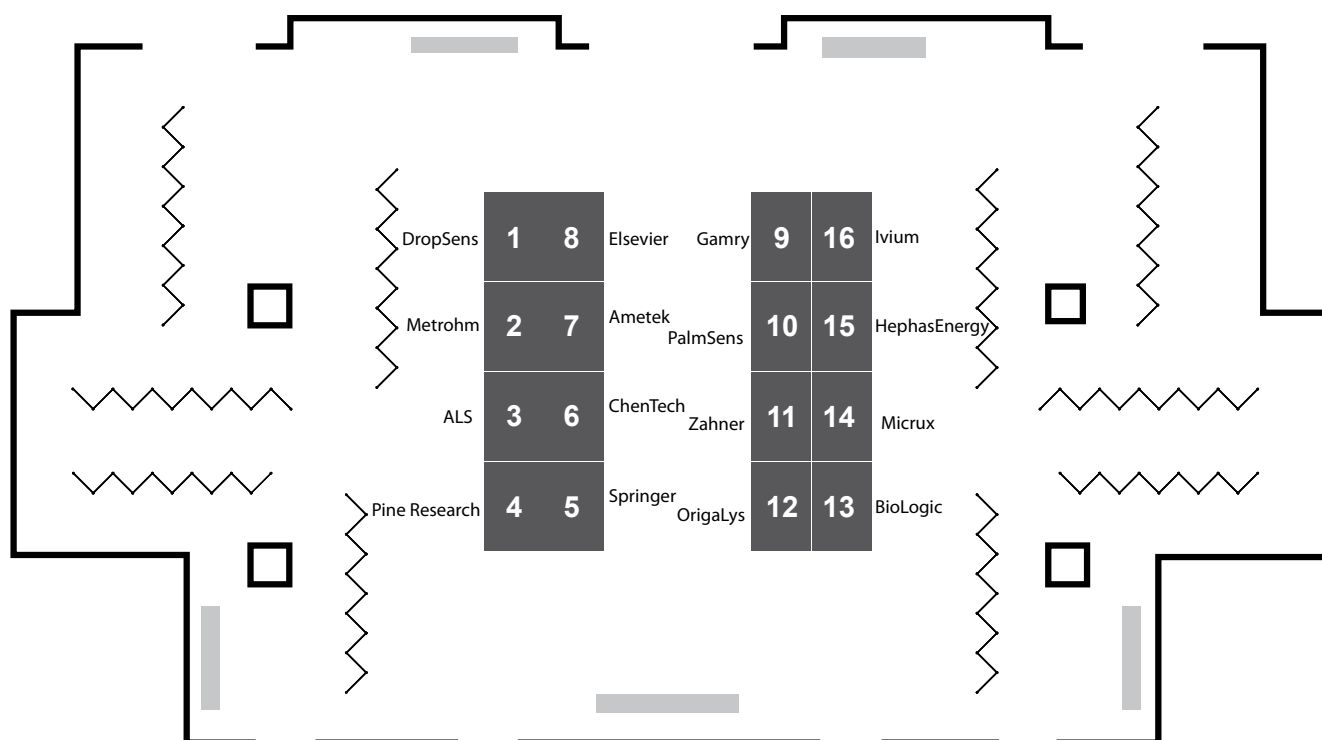 DropSens 1 8 Elsevier Gamry 9 16 Ivium
Metrohm 2 7 Ametek PalmSens 10 15 HephasEnergy
ALS 3 6 ChenTech Zahner 11 14 Micrux
Pine Research 4 5 Springer OrigaLys 12 13 BioLogic